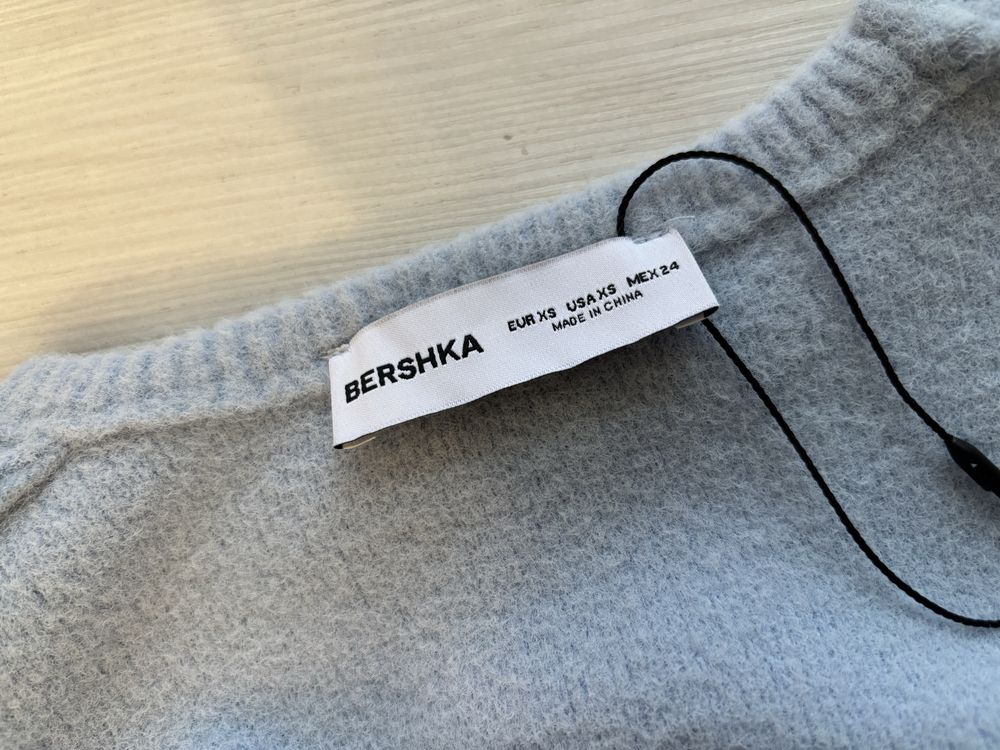 BERSHKA
EUR XS USA XS MEX 24
MADE IN CHINA